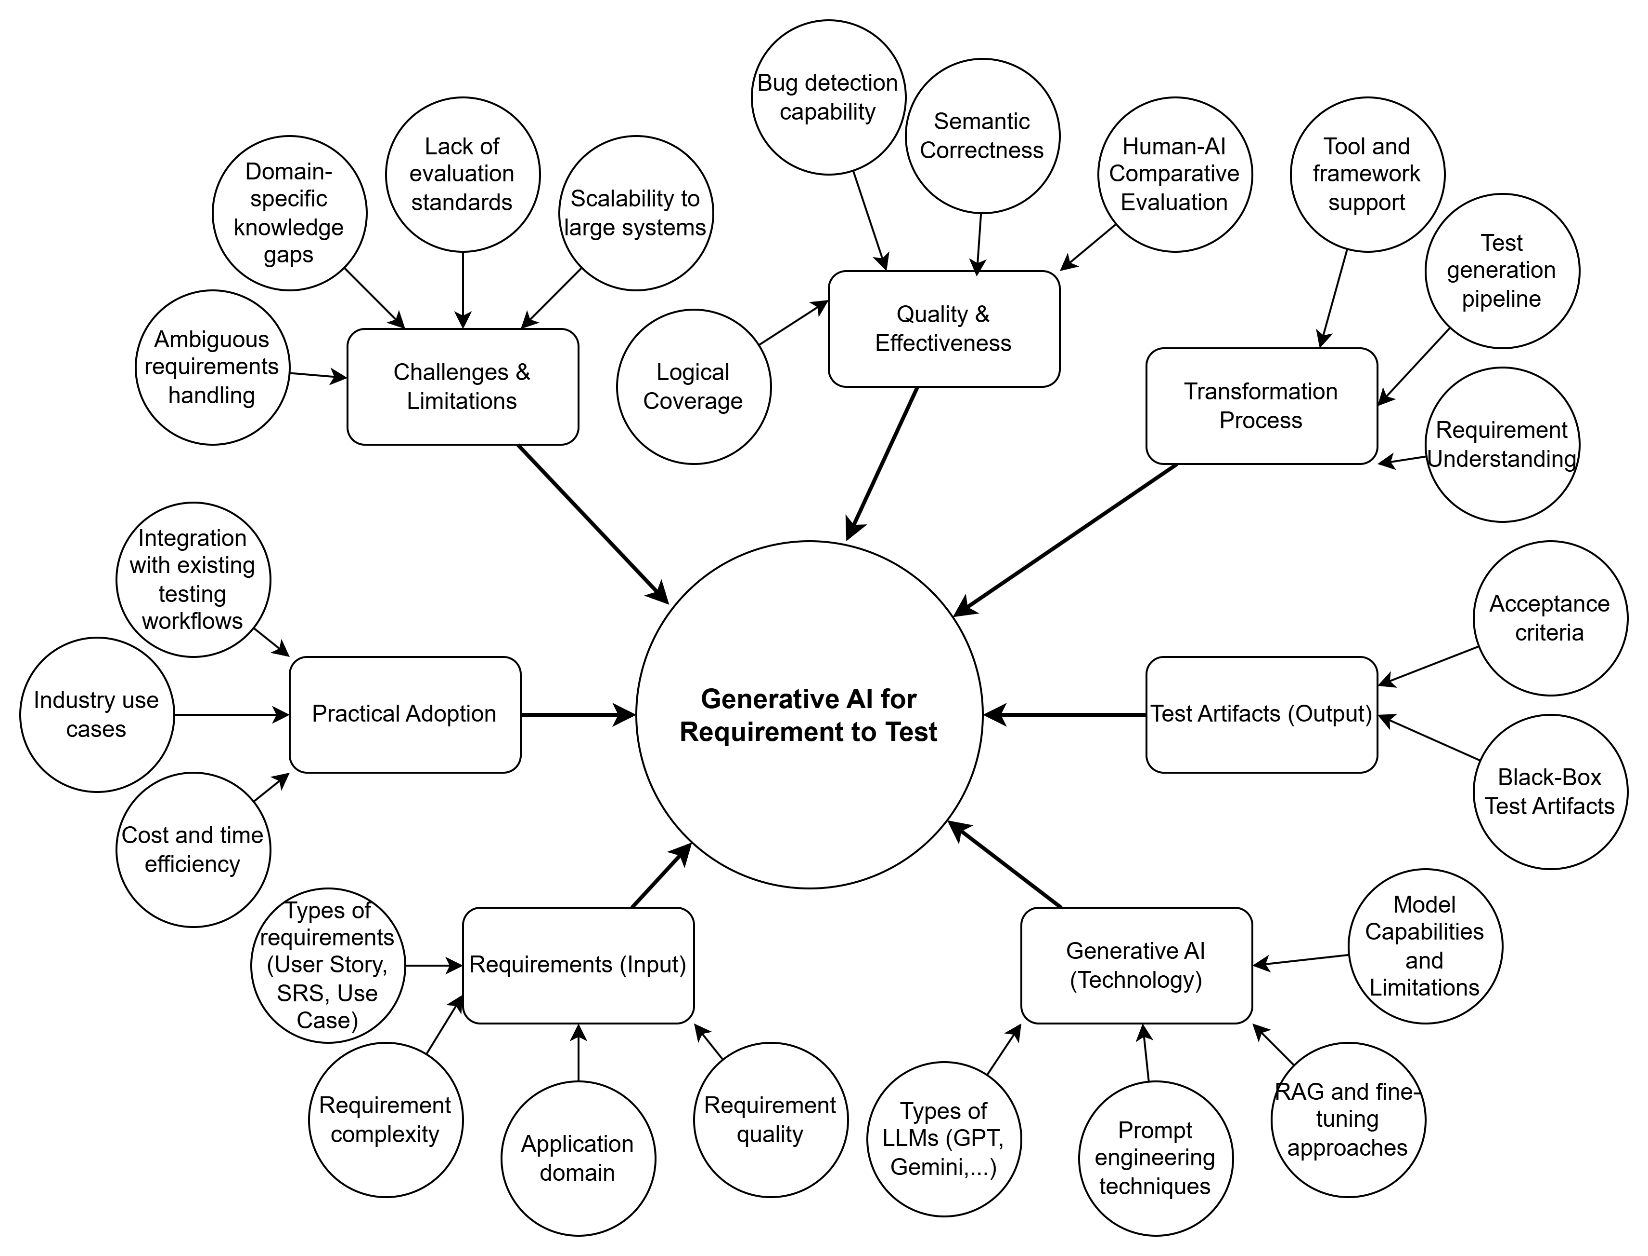 Bug detection
capability
Semantic
Correctness
Human-AI
Comparative
Evaluation
Tool and
framework
support
Lack of
evaluation
standards
Domain-
specific
knowledge
gaps
Scalability to
large systems
Test
generation
pipeline
Ambiguous
requirements
handling
Challenges &
Limitations
Logical
Coverage
Quality &
Effectiveness
Transformation
Process
Requirement
Understanding
Integration
with existing
testing
workflows
Industry use
cases
Practical Adoption
Cost and time
efficiency
Generative AI for
Requirement to Test
Test Artifacts (Output)
Acceptance
criteria
Black-Box
Test Artifacts
Types of
requirements
(User Story,
SRS, Use
Case)
Requirements (Input)
Requirement
complexity
Application
domain
Requirement
quality
Generative AI
(Technology)
Model
Capabilities
and
Limitations
Types of
LLMs (GPT,
Gemini,...)
Prompt
engineering
techniques
RAG and fine-
tuning
approaches